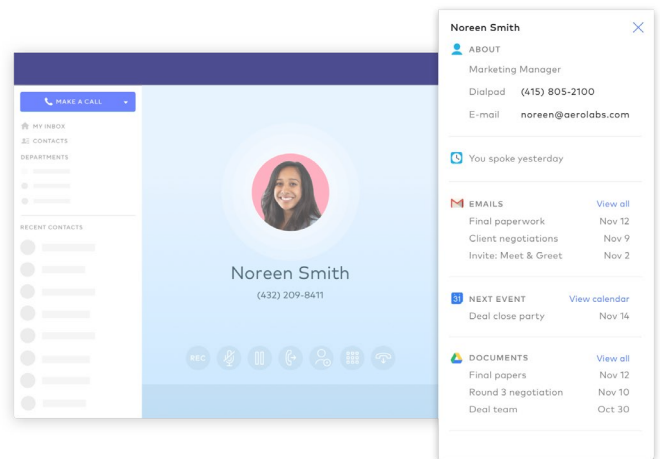 MAKE A CALL
MY INBOX
CONTACTS
DEPARTMENTS
RECENT CONTACTS
Noreen Smith
(432) 209-8411
REC
Noreen Smith
ABOUT
Marketing Manager
Dialpad (415) 805-2100
E-mail noreen@aerolabs.com
You spoke yesterday
EMAILS View all
Final paperwork Nov 12
Client negotiations Nov 9
Invite: Meet & Greet Nov 2
31 NEXT EVENT View calendar
Deal close party Nov 14
DOCUMENTS View all
Final papers Nov 12
Round 3 negotiation Nov 10
Deal team Oct 30